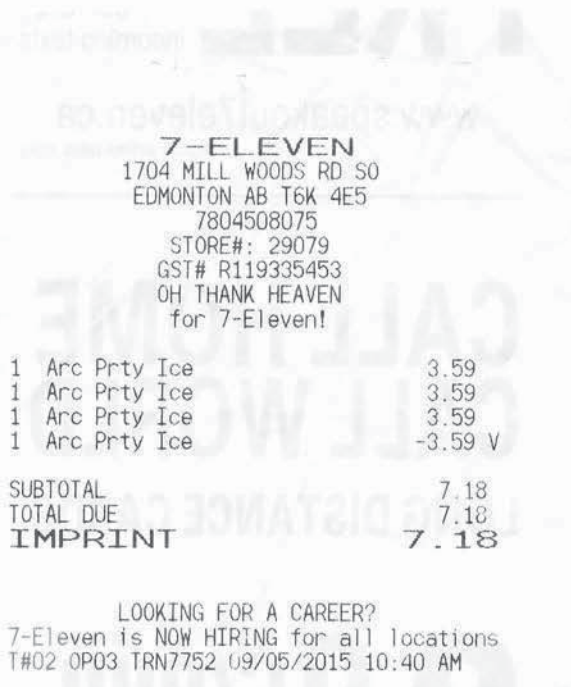 7-ELEVEN
1704 MILL WOODS RD SO
EDMONTON AB T6K 4E5
7804508075
STORE#: 29079
GST# R119335453
OH THANK HEAVEN
for 7-Eleven!
1 Arc Prty Ice 3.59
1 Arc Prty Ice 3.59
1 Arc Prty Ice 3.59
1 Arc Prty Ice -3.59 V
SUBTOTAL 7.18
TOTAL DUE 7.18
IMPRINT 7.18
LOOKING FOR A CAREER?
7-Eleven is NOW HIRING for all locations
T#02 OP03 TRN7752 09/05/2015 10:40 AM